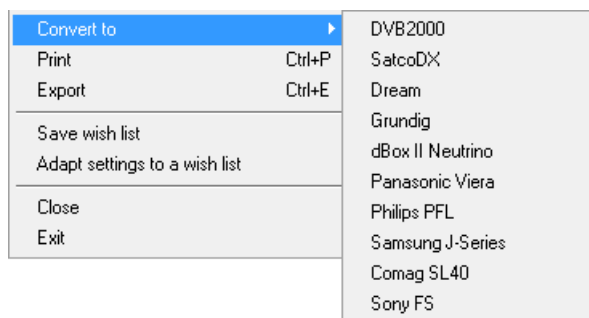 Convert to
Print Ctrl+P
Export Ctrl+E
Save wish list
Adapt settings to a wish list
Close
Exit
DVB2000
SatcoDX
Dream
Grundig
dBox II Neutrino
Panasonic Viera
Philips PFL
Samsung J-Series
Comag SL40
Sony FS